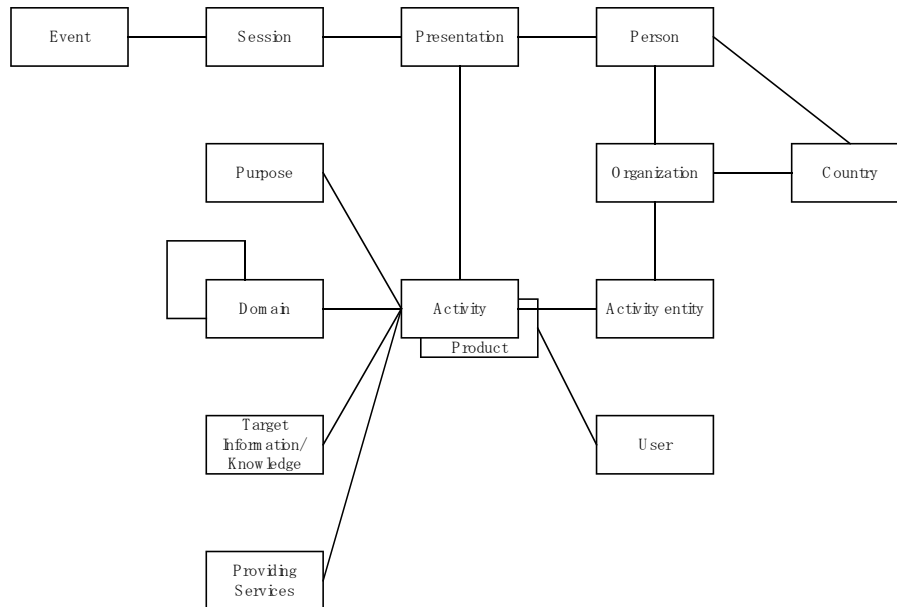 Event
Session
Presentation
Person
Purpose
Organization
Country
Domain
Activity
Activity entity
Product
Target
Information/
Knowledge
User
Providing
Services